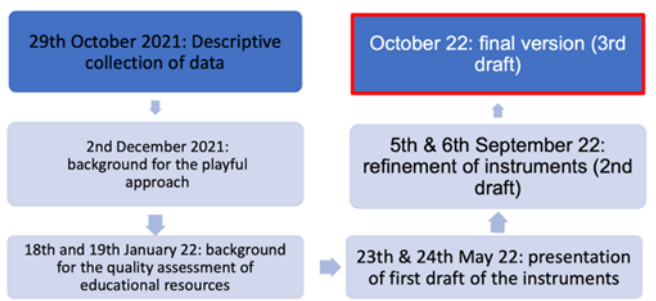 29th October 2021: Descriptive
collection of data
2nd December 2021:
background for the playful
approach
18th and 19th January 22: background
for the quality assessment of
educational resources
23th & 24th May 22: presentation
of first draft of the instruments
5th & 6th September 22:
refinement of instruments (2nd
draft)
October 22: final version (3rd
draft)